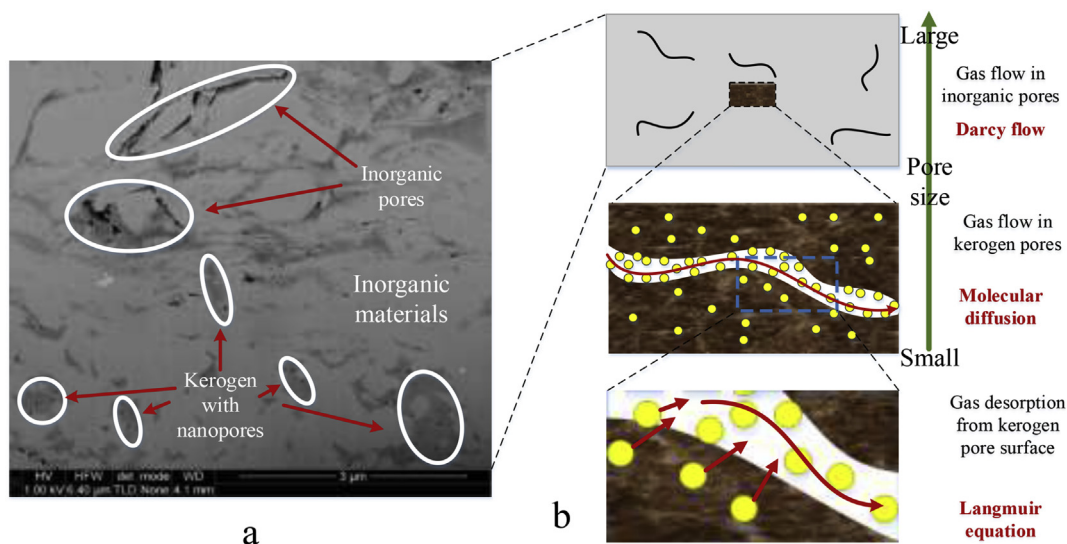 Inorganic
pores
Inorganic
materials
Kerogen
with
nanopores
HV HFW det mode WD
1.00 kV 6.40 µm TLD None 4.1 mm
3 µm
a
Large
Gas flow in
inorganic pores
Darcy flow
Pore
size
Gas flow in
kerogen pores
Molecular
diffusion
Small
Gas desorption
from kerogen
pore surface
Langmuir
equation
b